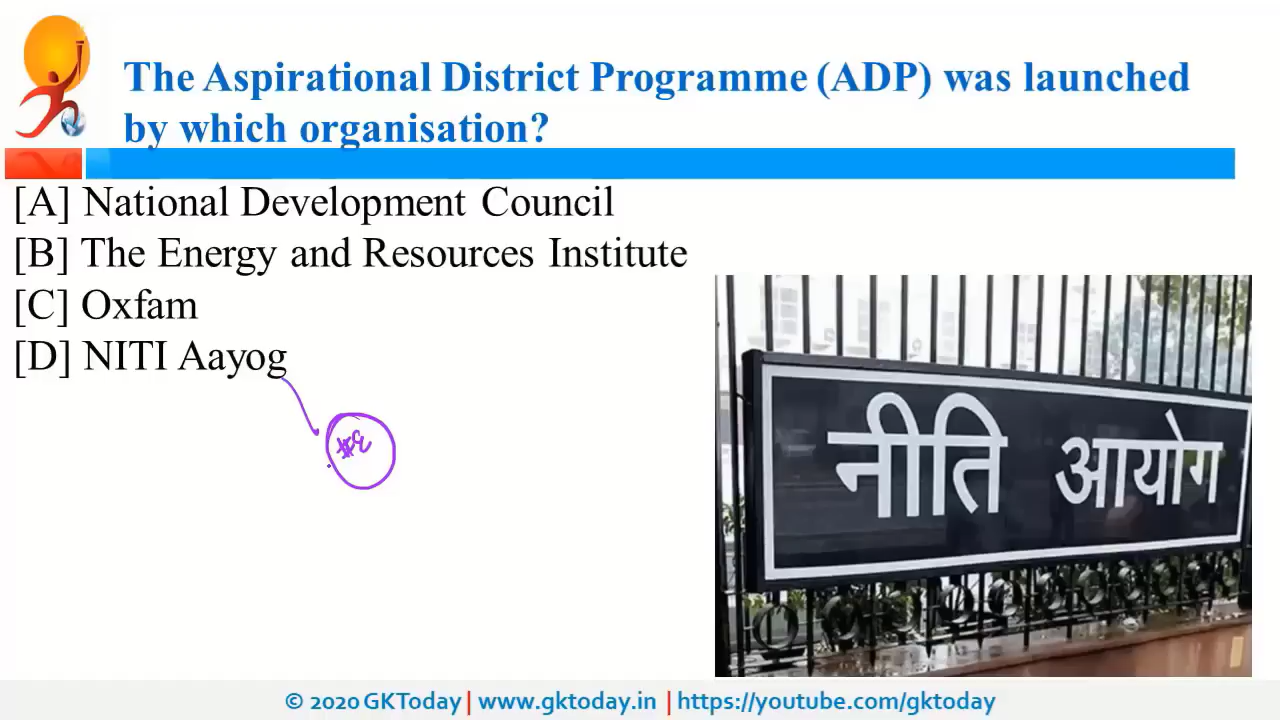 The Aspirational District Programme (ADP) was launched
by which organisation?
[A] National Development Council
[B] The Energy and Resources Institute
[C] Oxfam
[D] NITI Aayog
नीति आयोग
© 2020 GKToday | www.gktoday.in | https://youtube.com/gktoday